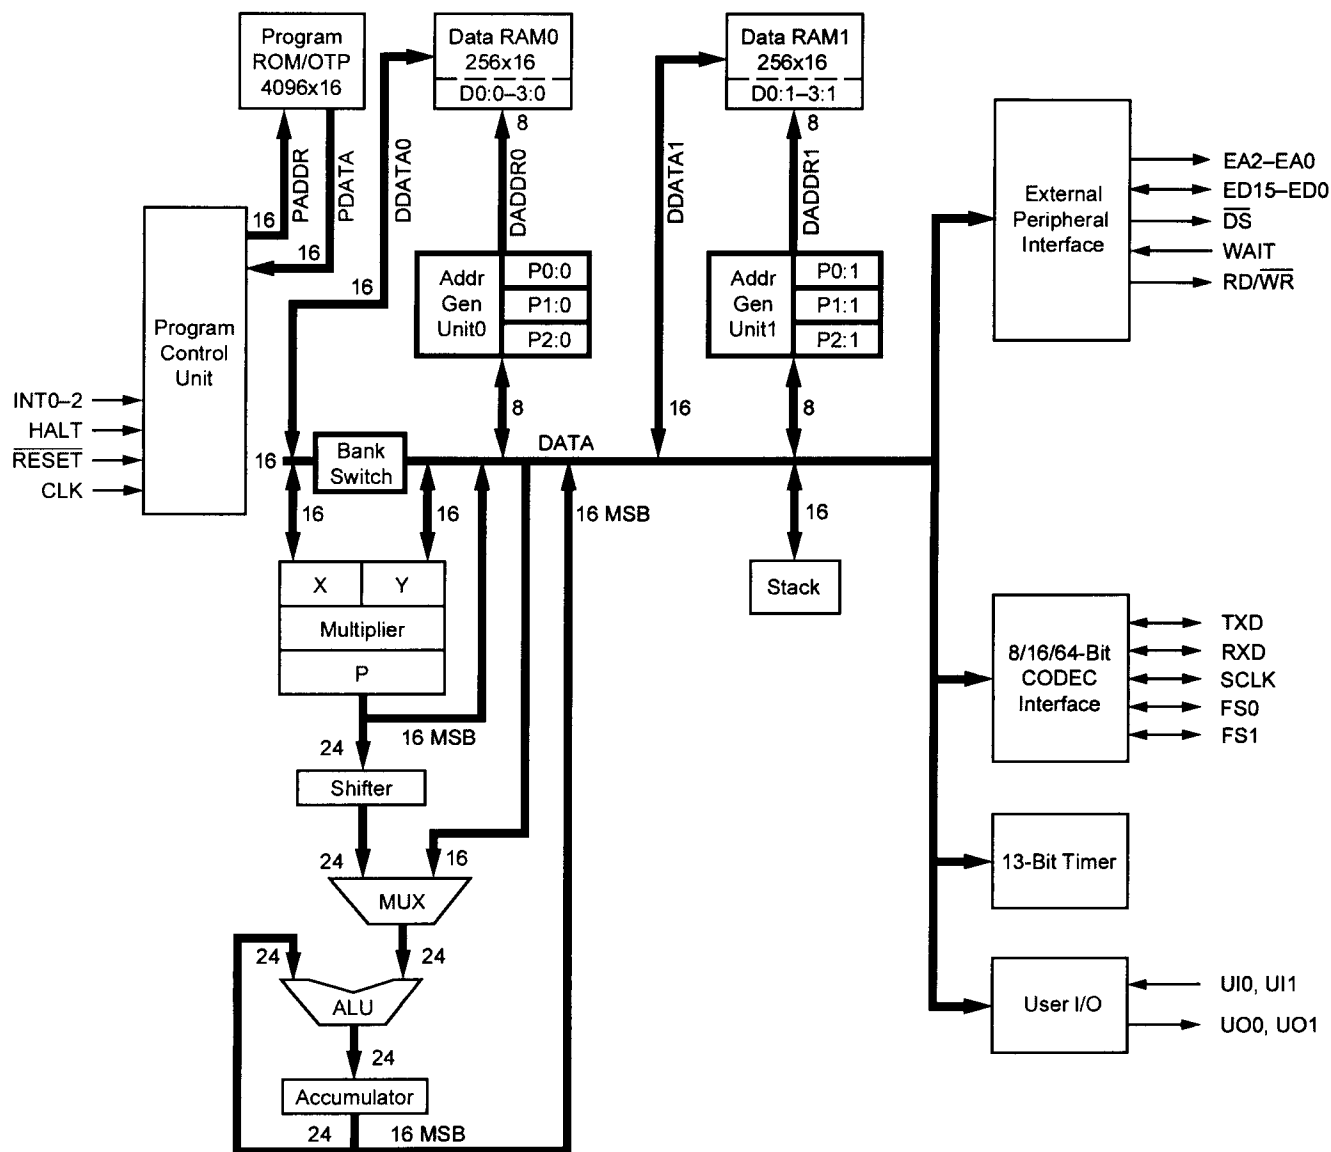 Program
ROM/OTP
4096x16
Data RAM0
256x16
D0:0–3:0
Data RAM1
256x16
D0:1–3:1
8
8
PADDR
PDATA
DDATA0
DADDR0
DDATA1
DADDR1
16
16
16
External
Peripheral
Interface
EA2–EA0
ED15–ED0
DS
WAIT
RD/WR
Addr
Gen
Unit0
P0:0
P1:0
P2:0
Addr
Gen
Unit1
P0:1
P1:1
P2:1
Program
Control
Unit
INT0–2
HALT
RESET
CLK
8
16
8
DATA
16
Bank
Switch
16
16
16 MSB
16
X
Y
Multiplier
P
Stack
16 MSB
24
Shifter
24
16
MUX
24
24
ALU
24
Accumulator
24
16 MSB
8/16/64-Bit
CODEC
Interface
TXD
RXD
SCLK
FS0
FS1
13-Bit Timer
User I/O
UI0, UI1
UO0, UO1